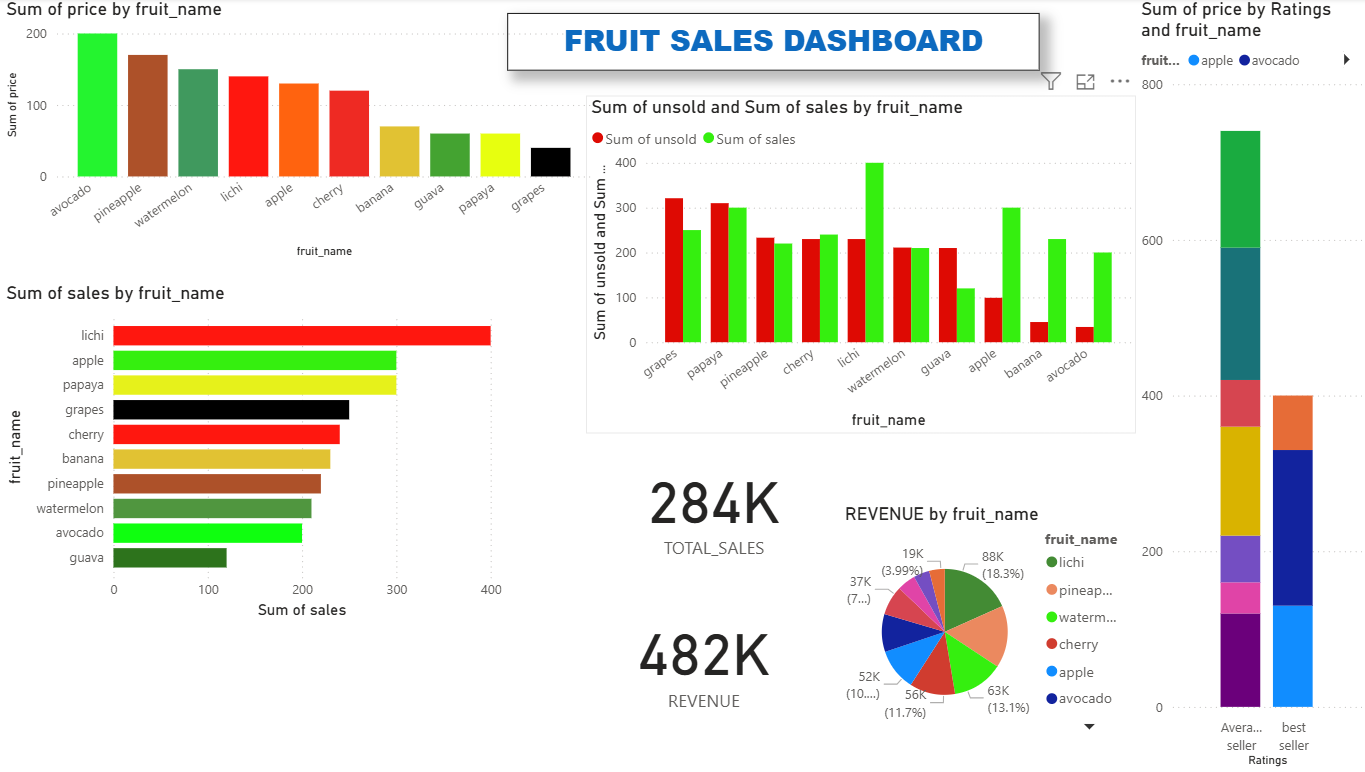 Sum of price by fruit_name
Sum of price
200
100
0
avocado
pineapple
watermelon
lichi
apple
cherry
banana
guava
papaya
grapes
fruit_name
FRUIT SALES DASHBOARD
Sum of unsold and Sum of sales by fruit_name
Sum of unsold
Sum of sales
Sum of unsold and Sum ...
400
300
200
100
0
grapes
papaya
pineapple
cherry
lichi
watermelon
guava
apple
banana
avocado
fruit_name
Sum of price by Ratings
and fruit_name
fruit...
apple
avocado
800
600
400
200
0
Avera...
seller
best
seller
Ratings
Sum of sales by fruit_name
fruit_name
lichi
apple
papaya
grapes
cherry
banana
pineapple
watermelon
avocado
guava
0
100
200
300
400
Sum of sales
284K
TOTAL_SALES
482K
REVENUE
REVENUE by fruit_name
88K
(18.3%)
63K
(13.1%)
56K
(11.7%)
52K
(10....)
37K
(7...)
19K
(3.99%)
fruit_name
lichi
pineap...
waterm...
cherry
apple
avocado